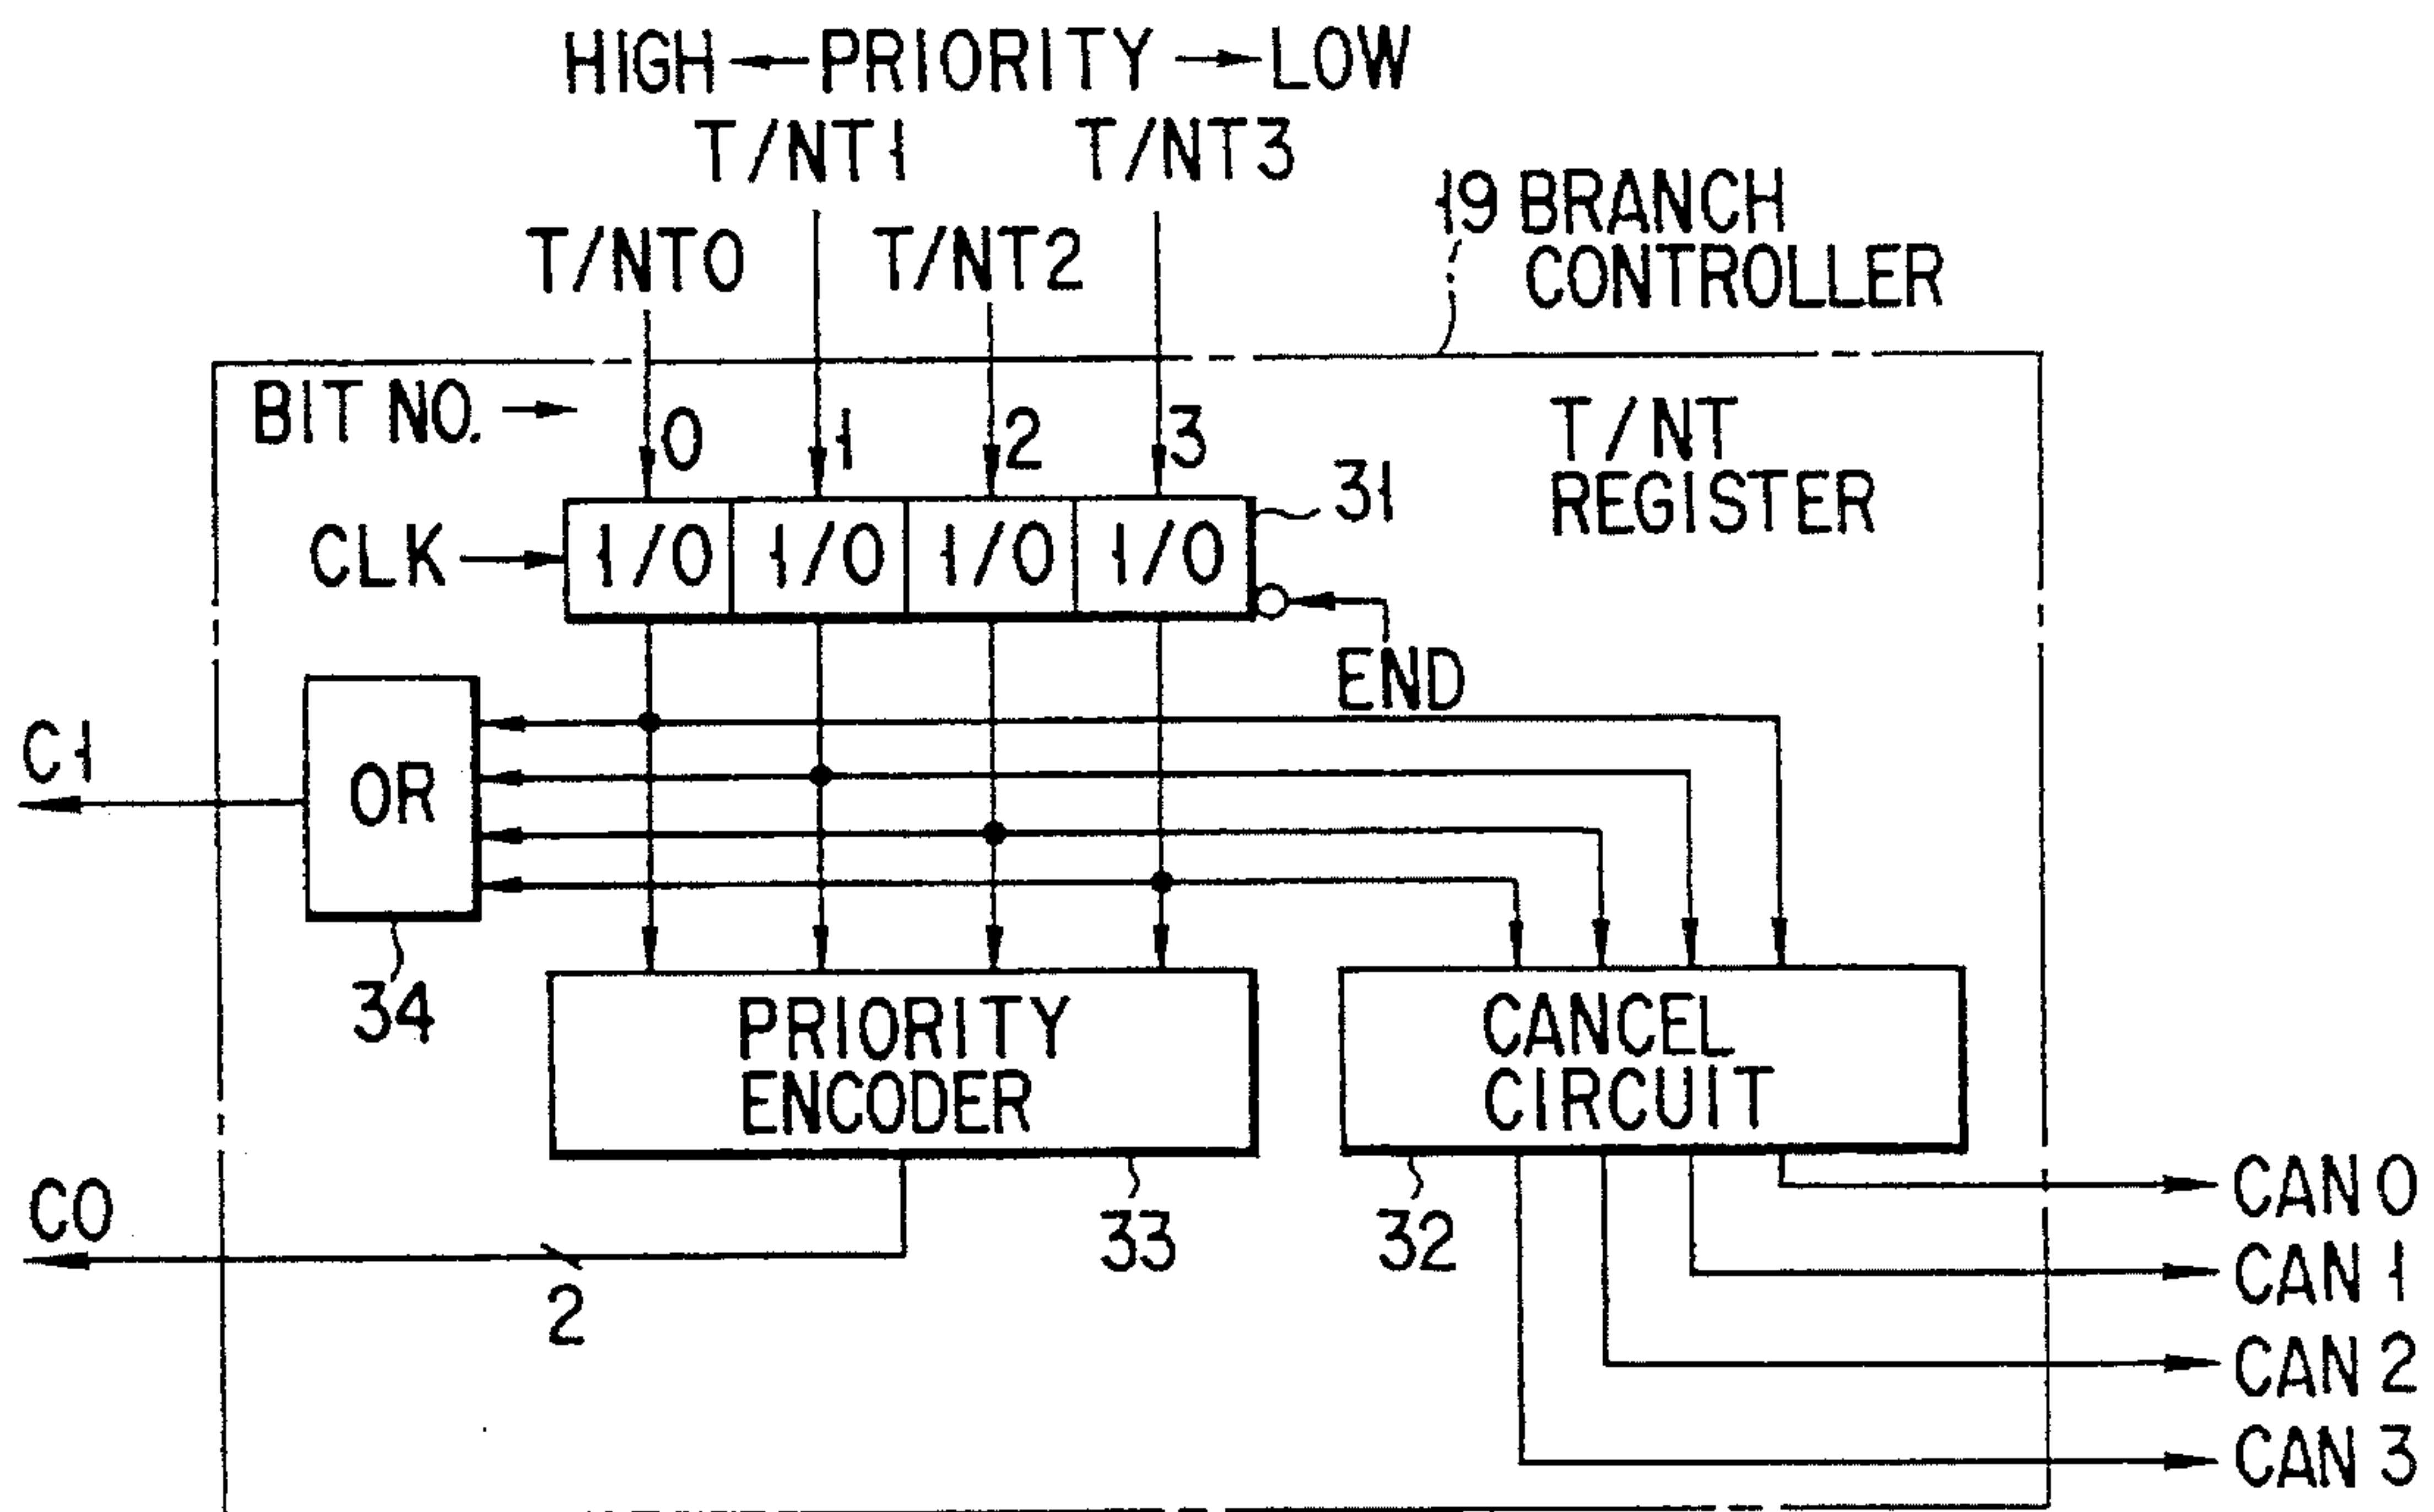 HIGH ← PRIORITY → LOW
T/NT1 T/NT3
T/NT0 T/NT2
19 BRANCH
CONTROLLER
BIT NO. → 0 1 2 3
T/NT
REGISTER
31
CLK 1/0 1/0 1/0 1/0
END
C1
OR
34
PRIORITY
ENCODER
CANCEL
CIRCUIT
C0
2
33
32
CAN 0
CAN 1
CAN 2
CAN 3